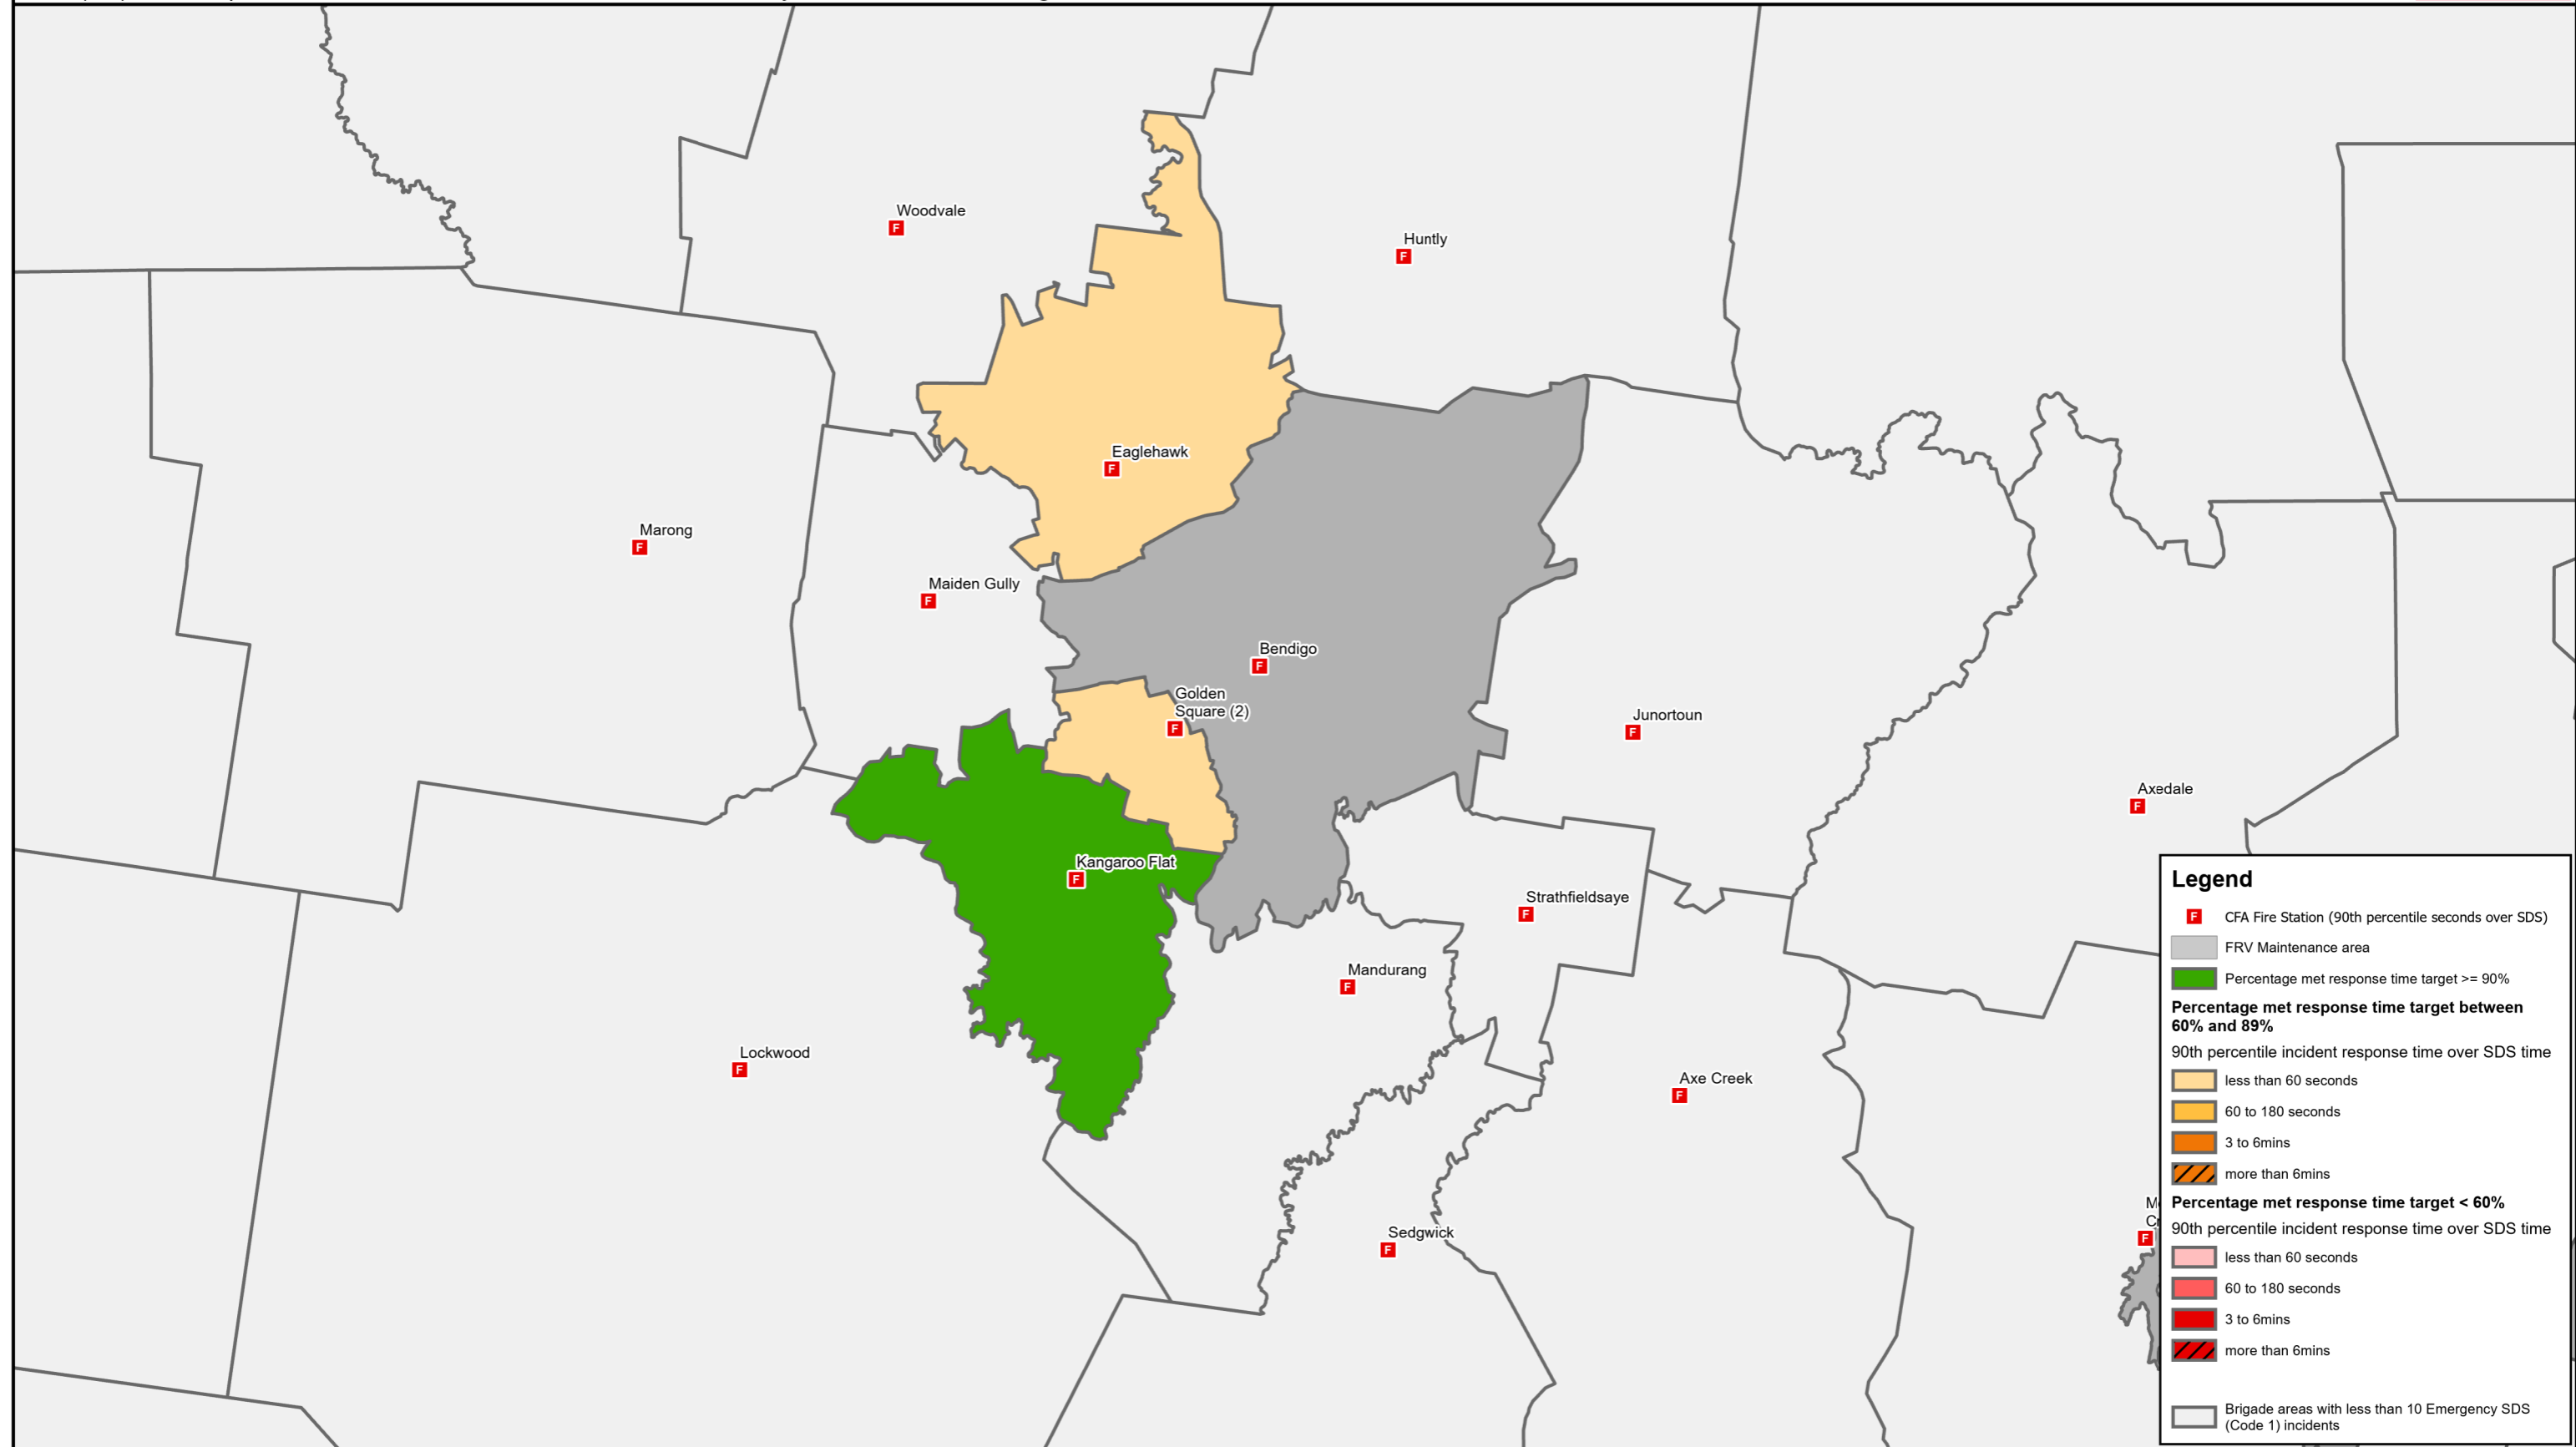 Woodvale
F
Huntly
F
Eaglehawk
F
Marong
F
Maiden Gully
F
Bendigo
F
Golden
Square (2)
F
Junortoun
F
Axedale
F
Kangaroo Flat
F
Strathfieldsaye
F
Mandurang
F
Lockwood
F
Axe Creek
F
Sedgwick
F
F
Legend
F CFA Fire Station (90th percentile seconds over SDS)
FRV Maintenance area
Percentage met response time target >= 90%
Percentage met response time target between
60% and 89%
90th percentile incident response time over SDS time
less than 60 seconds
60 to 180 seconds
3 to 6mins
more than 6mins
Percentage met response time target < 60%
90th percentile incident response time over SDS time
less than 60 seconds
60 to 180 seconds
3 to 6mins
more than 6mins
Brigade areas with less than 10 Emergency SDS
(Code 1) incidents